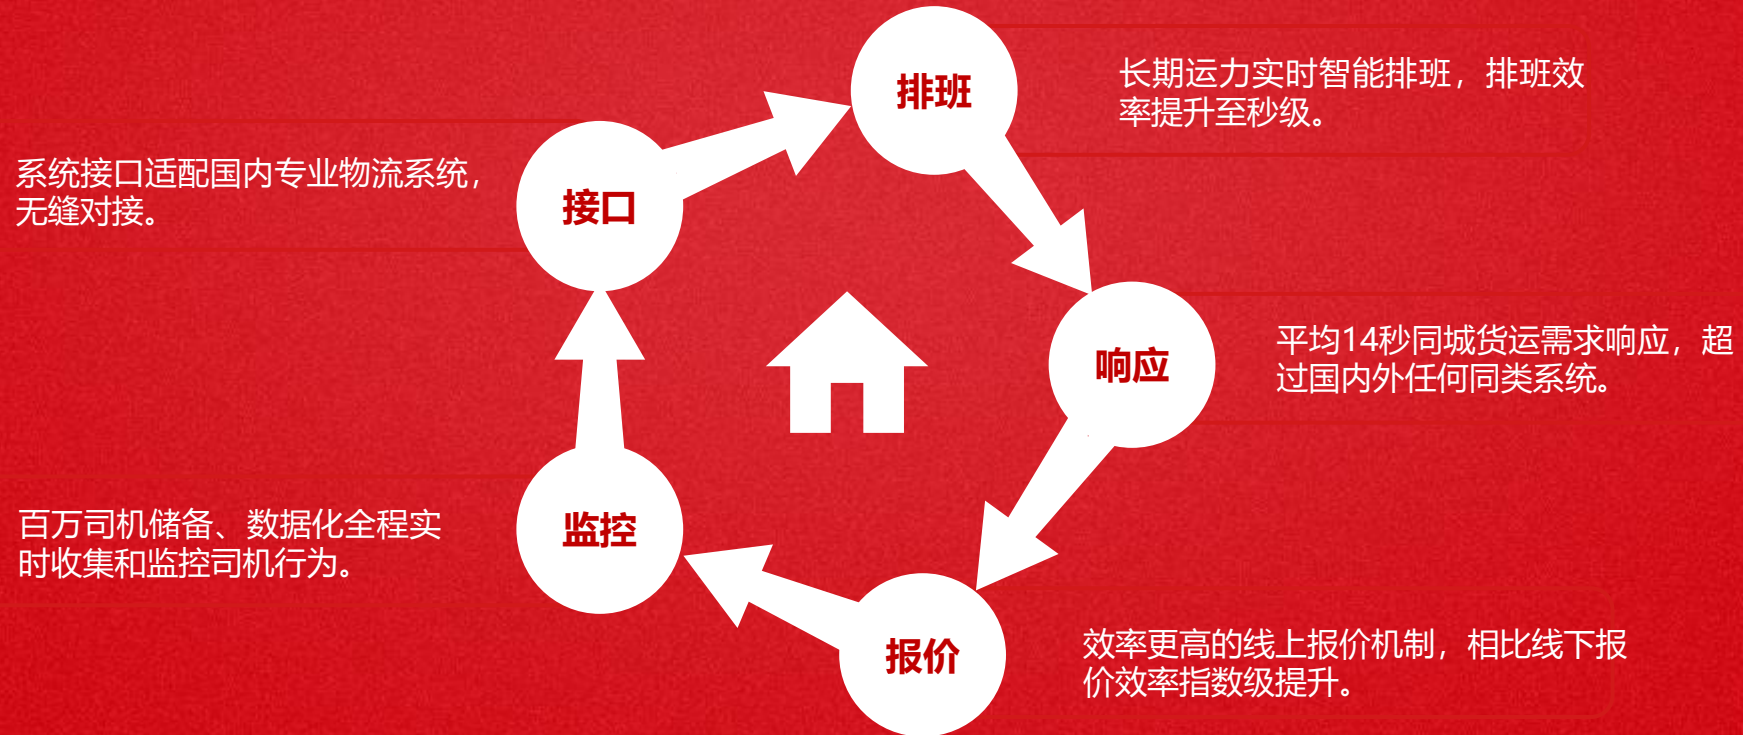 排班
长期运力实时智能排班，排班效
率提升至秒级。
接口
系统接口适配国内专业物流系统，
无缝对接。
响应
平均14秒同城货运需求响应，超
过国内外任何同类系统。
监控
百万司机储备、数据化全程实
时收集和监控司机行为。
报价
效率更高的线上报价机制，相比线下报
价效率指数级提升。